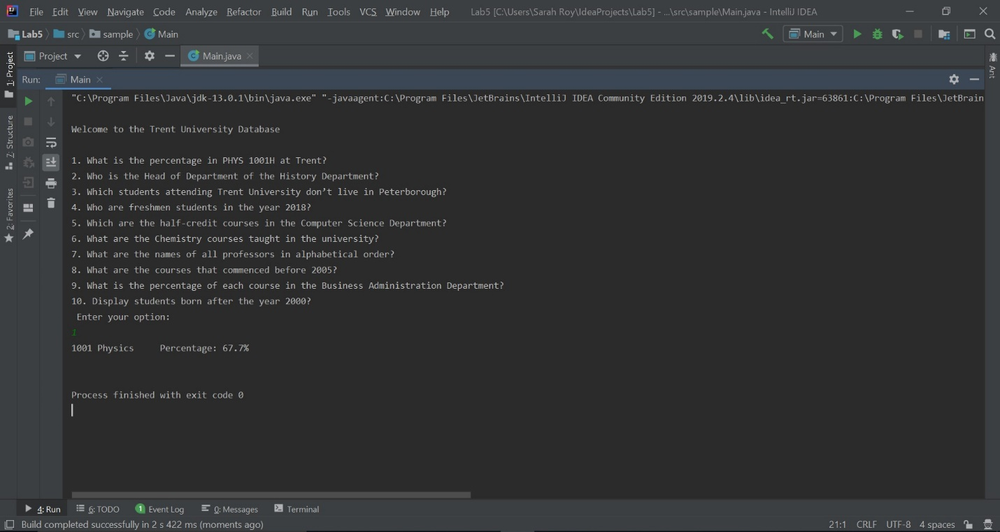 File Edit View Navigate Code Analyze Refactor Build Run Tools VCS Window Help Lab5 [C:\Users\Sarah Roy\IdeaProjects\Lab5] - ...\src\sample\Main.java - IntelliJ IDEA
Lab5 src sample Main Main
1: Project
Project Main.java
Ant
Run: Main
"C:\Program Files\Java\jdk-13.0.1\bin\java.exe" "-javaagent:C:\Program Files\JetBrains\IntelliJ IDEA Community Edition 2019.2.4\lib\idea_rt.jar=63861:C:\Program Files\JetBrain
7: Structure
2: Favorites
Welcome to the Trent University Database
1. What is the percentage in PHYS 1001H at Trent?
2. Who is the Head of Department of the History Department?
3. Which students attending Trent University don’t live in Peterborough?
4. Who are freshmen students in the year 2018?
5. Which are the half-credit courses in the Computer Science Department?
6. What are the Chemistry courses taught in the university?
7. What are the names of all professors in alphabetical order?
8. What are the courses that commenced before 2005?
9. What is the percentage of each course in the Business Administration Department?
10. Display students born after the year 2000?
Enter your option:
1
1001 Physics Percentage: 67.7%
Process finished with exit code 0
4: Run 6: TODO 1 Event Log 0: Messages Terminal
Build completed successfully in 2 s 422 ms (moments ago) 21:1 CRLF UTF-8 4 spaces